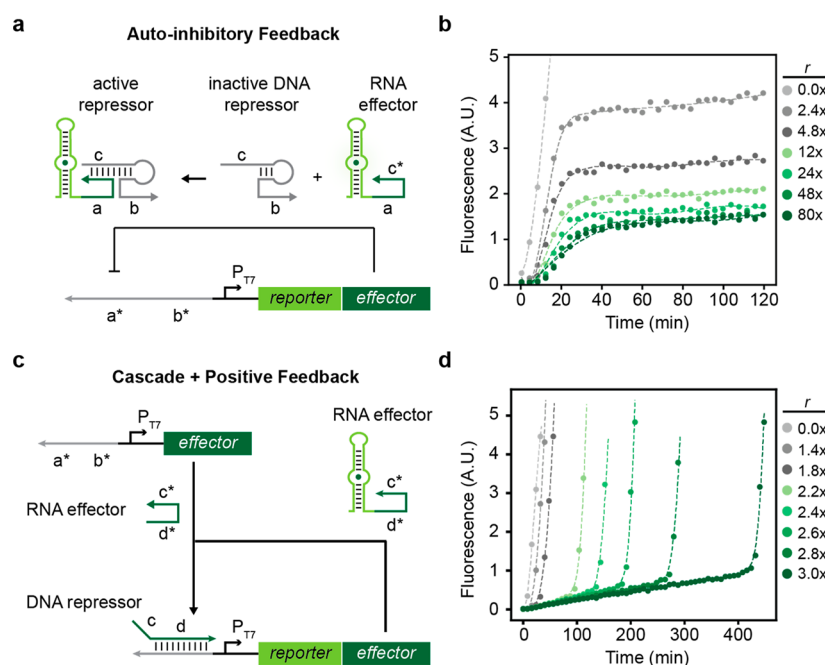 a
Auto-inhibitory Feedback
active
repressor
inactive DNA
repressor
RNA
effector
c
c
c*
+
a
b
b
a
P T7
reporter effector
a* b*
b
Fluorescence (A.U.)
5
4
3
2
1
0
0 20 40 60 80 100 120
Time (min)
r
0.0x
2.4x
4.8x
12x
24x
48x
80x
c
Cascade + Positive Feedback
P T7
effector
a* b*
RNA effector
c*
d*
RNA effector
c*
d*
DNA repressor
c d
P T7
reporter effector
d
Fluorescence (A.U.)
5
4
3
2
1
0
0 100 200 300 400
Time (min)
r
0.0x
1.4x
1.8x
2.2x
2.4x
2.6x
2.8x
3.0x